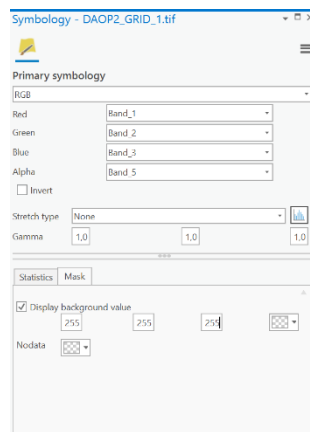 Symbology - DAOP2_GRID_1.tif
Primary symbology
RGB
Red Band_1
Green Band_2
Blue Band_3
Alpha Band_5
Invert
Stretch type None
Gamma 1,0 1,0 1,0
Statistics Mask
Display background value
255 255 255
Nodata